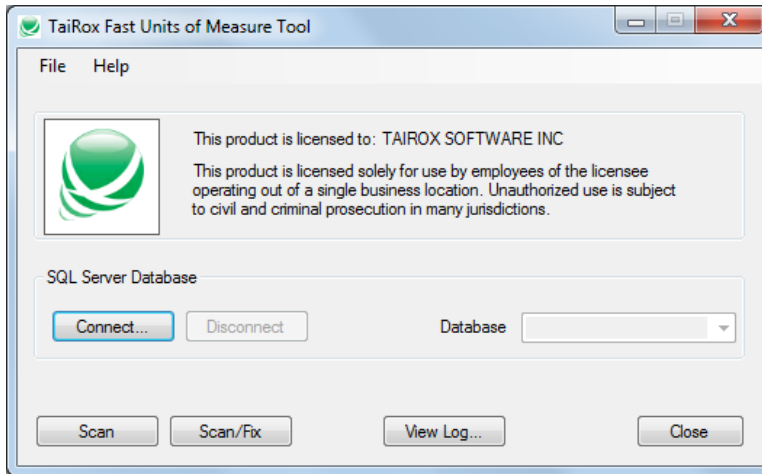 TaiRox Fast Units of Measure Tool
File Help
This product is licensed to: TAIROX SOFTWARE INC
This product is licensed solely for use by employees of the licensee
operating out of a single business location. Unauthorized use is subject
to civil and criminal prosecution in many jurisdictions.
SQL Server Database
Connect... Disconnect Database
Scan Scan/Fix View Log... Close